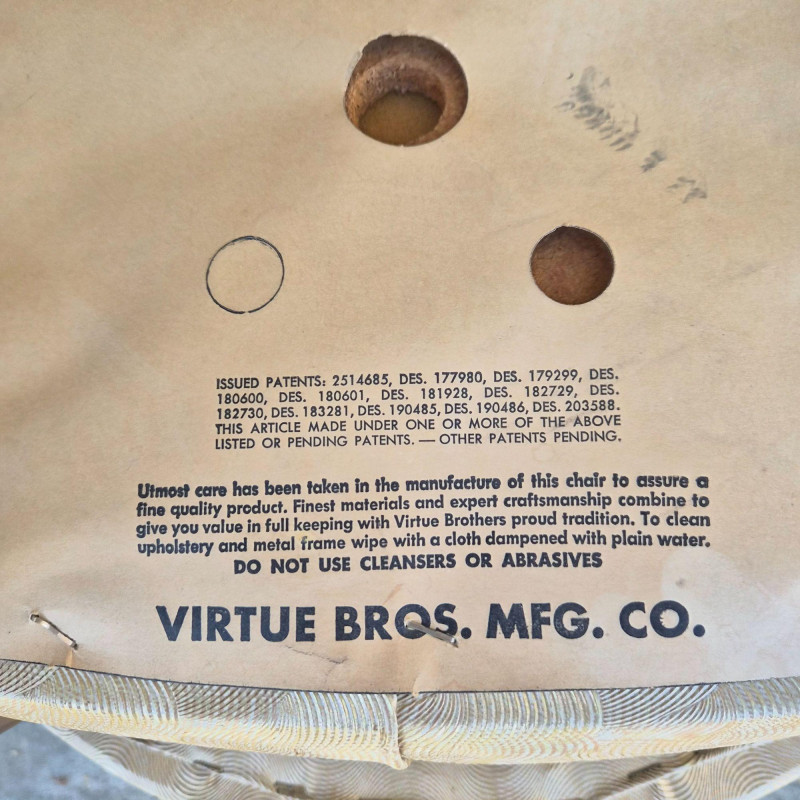 ISSUED PATENTS: 2514685, DES. 177980, DES. 179299, DES.
180600, DES. 180601, DES. 181928, DES. 182729, DES.
182730, DES. 183281, DES. 190485, DES. 190486, DES. 203588.
THIS ARTICLE MADE UNDER ONE OR MORE OF THE ABOVE
LISTED OR PENDING PATENTS. — OTHER PATENTS PENDING.
Utmost care has been taken in the manufacture of this chair to assure a
fine quality product. Finest materials and expert craftsmanship combine to
give you value in full keeping with Virtue Brothers proud tradition. To clean
upholstery and metal frame wipe with a cloth dampened with plain water.
DO NOT USE CLEANSERS OR ABRASIVES
VIRTUE BROS. MFG. CO.